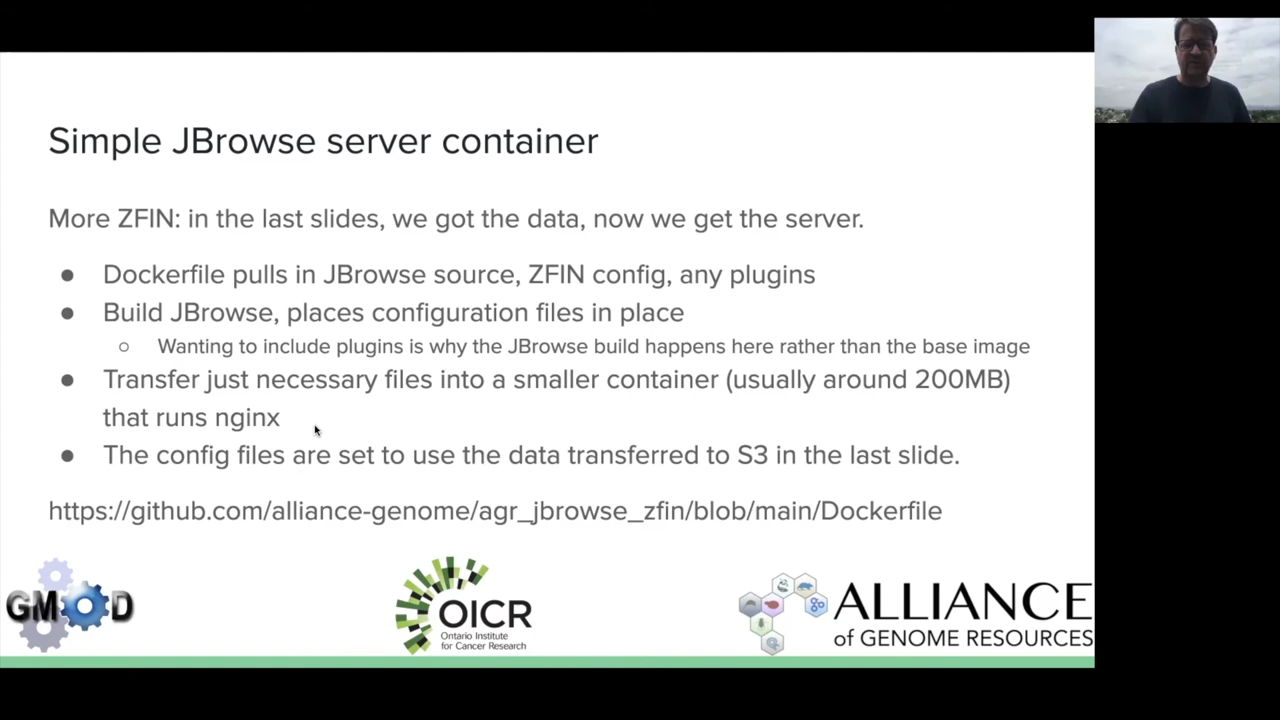 Simple JBrowse server container
More ZFIN: in the last slides, we got the data, now we get the server.
● Dockerfile pulls in JBrowse source, ZFIN config, any plugins
● Build JBrowse, places configuration files in place
○ Wanting to include plugins is why the JBrowse build happens here rather than the base image
● Transfer just necessary files into a smaller container (usually around 200MB)
that runs nginx
● The config files are set to use the data transferred to S3 in the last slide.
https://github.com/alliance-genome/agr_jbrowse_zfin/blob/main/Dockerfile
GMOD
OICR
Ontario Institute
for Cancer Research
ALLIANCE
of GENOME RESOURCES